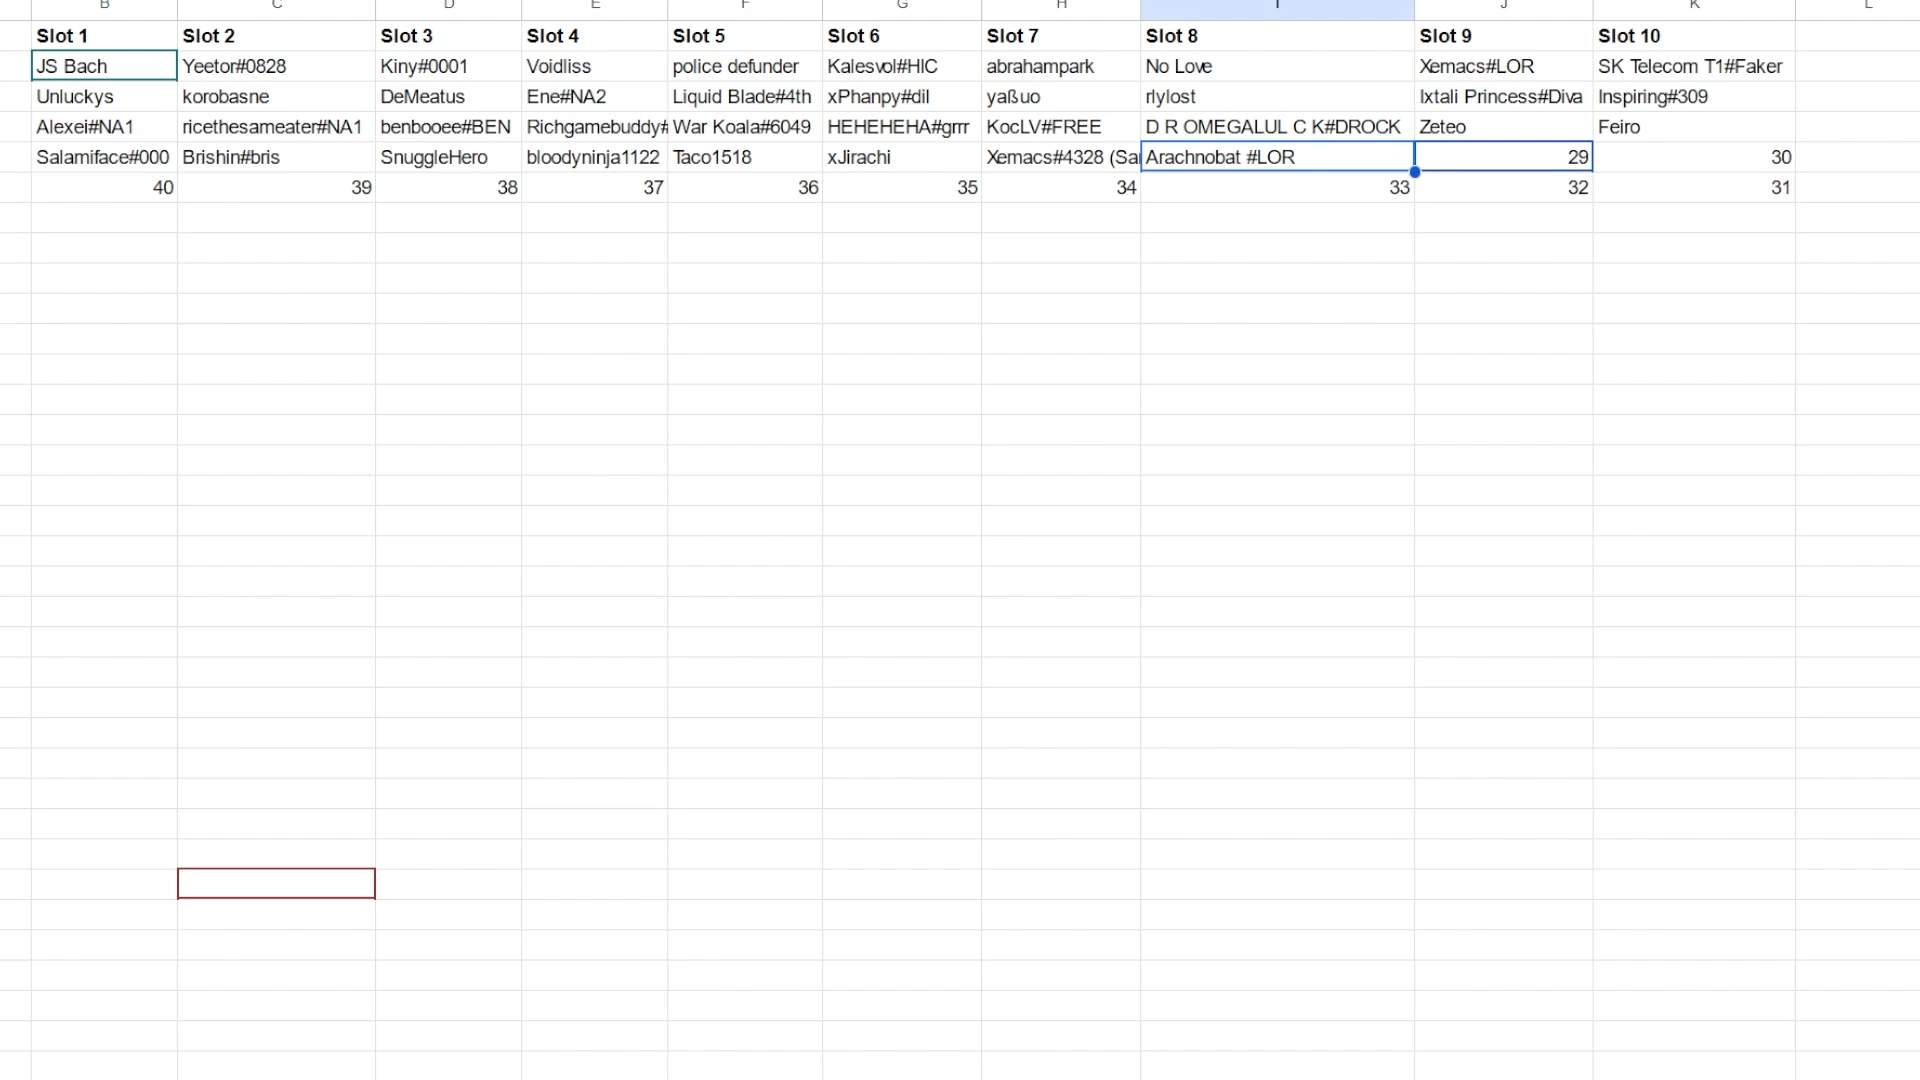 B C D E F G H I J K L
Slot 1 Slot 2 Slot 3 Slot 4 Slot 5 Slot 6 Slot 7 Slot 8 Slot 9 Slot 10
JS Bach Yeetor#0828 Kiny#0001 Voidliss police defunder Kalesvol#HIC abrahampark No Love Xemacs#LOR SK Telecom T1#Faker
Unluckys korobasne DeMeatus Ene#NA2 Liquid Blade#4th xPhanpy#dil yaßuo rlylost Ixtali Princess#Diva Inspiring#309
Alexei#NA1 ricethesameater#NA1 benbooee#BEN Richgamebuddy# War Koala#6049 HEHEHEHA#grrr KocLV#FREE D R OMEGALUL C K#DROCK Zeteo Feiro
Salamiface#000 Brishin#bris SnuggleHero bloodyninja1122 Taco1518 xJirachi Xemacs#4328 (Sa Arachnobat #LOR 29 30
40 39 38 37 36 35 34 33 32 31